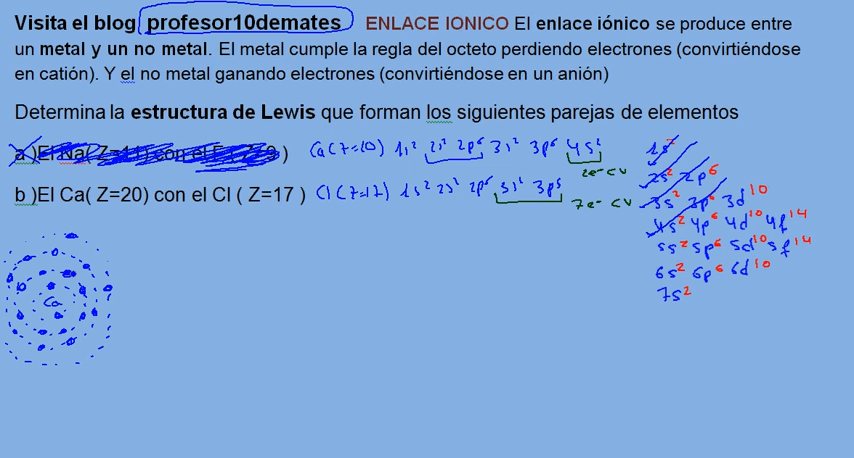 Visita el blog profesor10demates ENLACE IONICO El enlace iónico se produce entre
un metal y un no metal. El metal cumple la regla del octeto perdiendo electrones (convirtiéndose
en catión). Y el no metal ganando electrones (convirtiéndose en un anión)
Determina la estructura de Lewis que forman los siguientes parejas de elementos
a )El Na( Z=11) con el F ( Z=9 ) Ca (Z=20) 1s² 2s² 2p⁶ 3s² 3p⁶ 4s²
2e- CV
b )El Ca( Z=20) con el Cl ( Z=17 ) Cl (Z=17) 1s² 2s² 2p⁶ 3s² 3p⁵
7e- CV
1s²
2s² 2p⁶
3s² 3p⁶ 3d¹⁰
4s² 4p⁶ 4d¹⁰ 4f¹⁴
5s² 5p⁶ 5d¹⁰ 5f¹⁴
6s² 6p⁶ 6d¹⁰
7s²
Ca